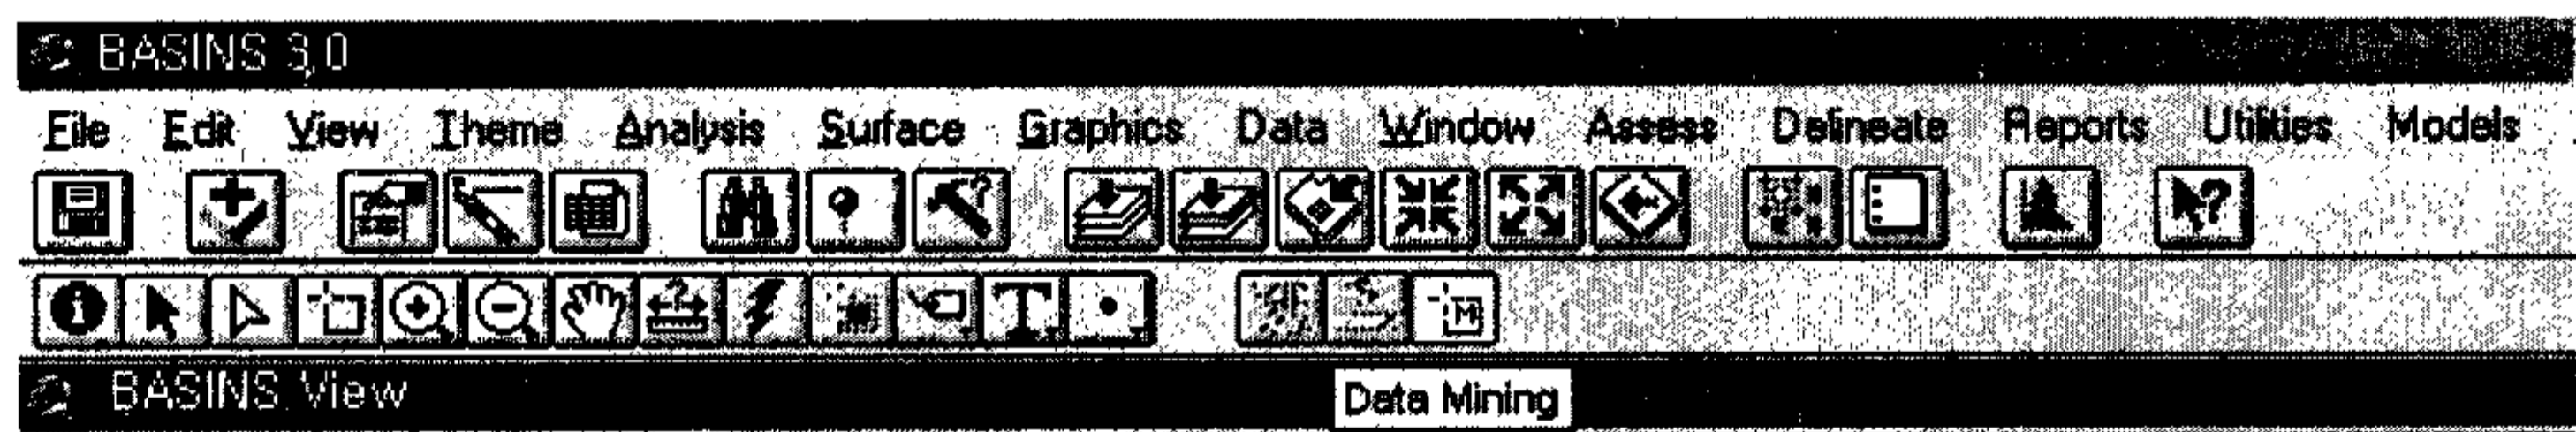 BASINS 3.0
File Edit View Theme Analysis Surface Graphics Data Window Assess Delineate Reports Utilities Models
BASINS View
Data Mining